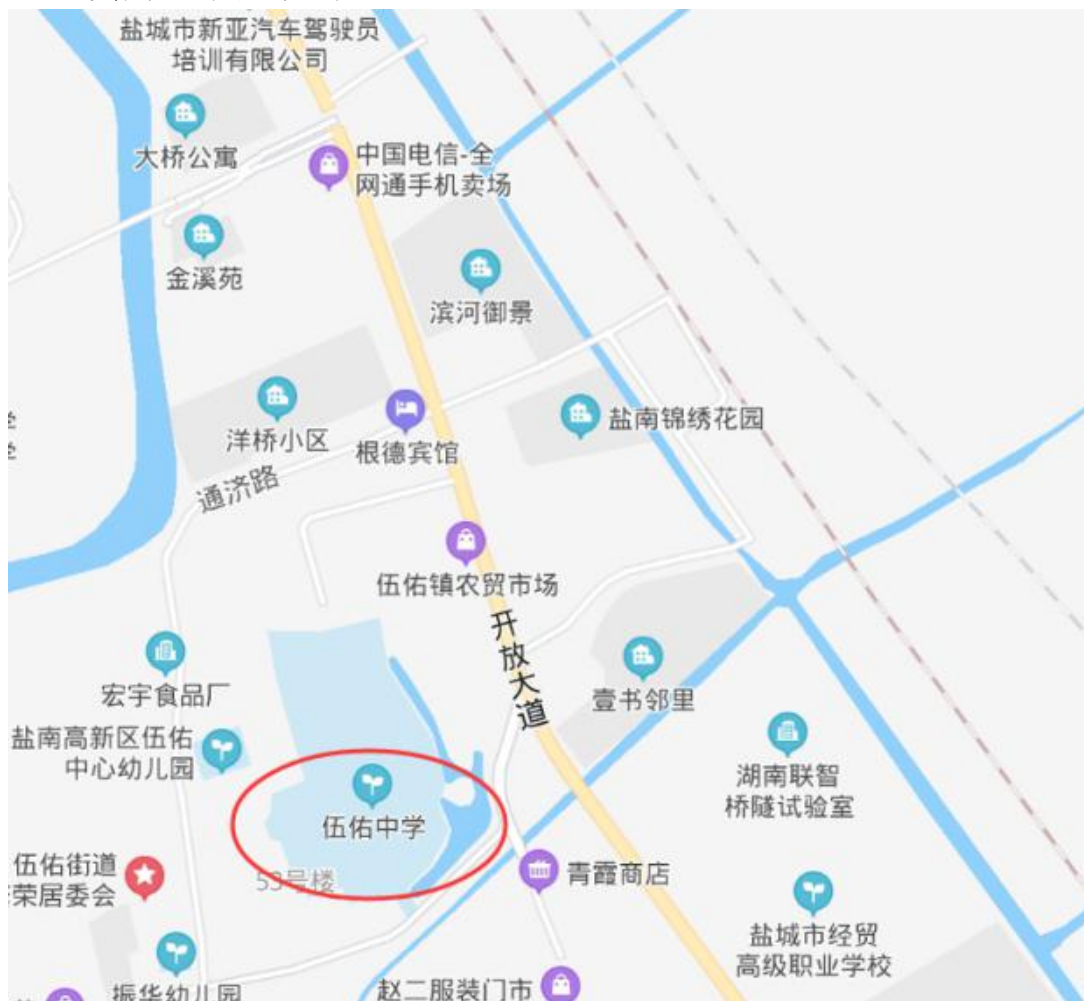 盐城市新亚汽车驾驶员
培训有限公司
大桥公寓
中国电信-全
网通手机卖场
金溪苑
滨河御景
洋桥小区
根德宾馆
盐南锦绣花园
通济路
伍佑镇农贸市场
开放大道
宏宇食品厂
壹书邻里
盐南高新区伍佑
中心幼儿园
湖南联智
桥隧试验室
伍佑中学
伍佑街道
荣居委会
53号楼
青霞商店
盐城市经贸
高级职业学校
振华幼儿园
赵二服装门市